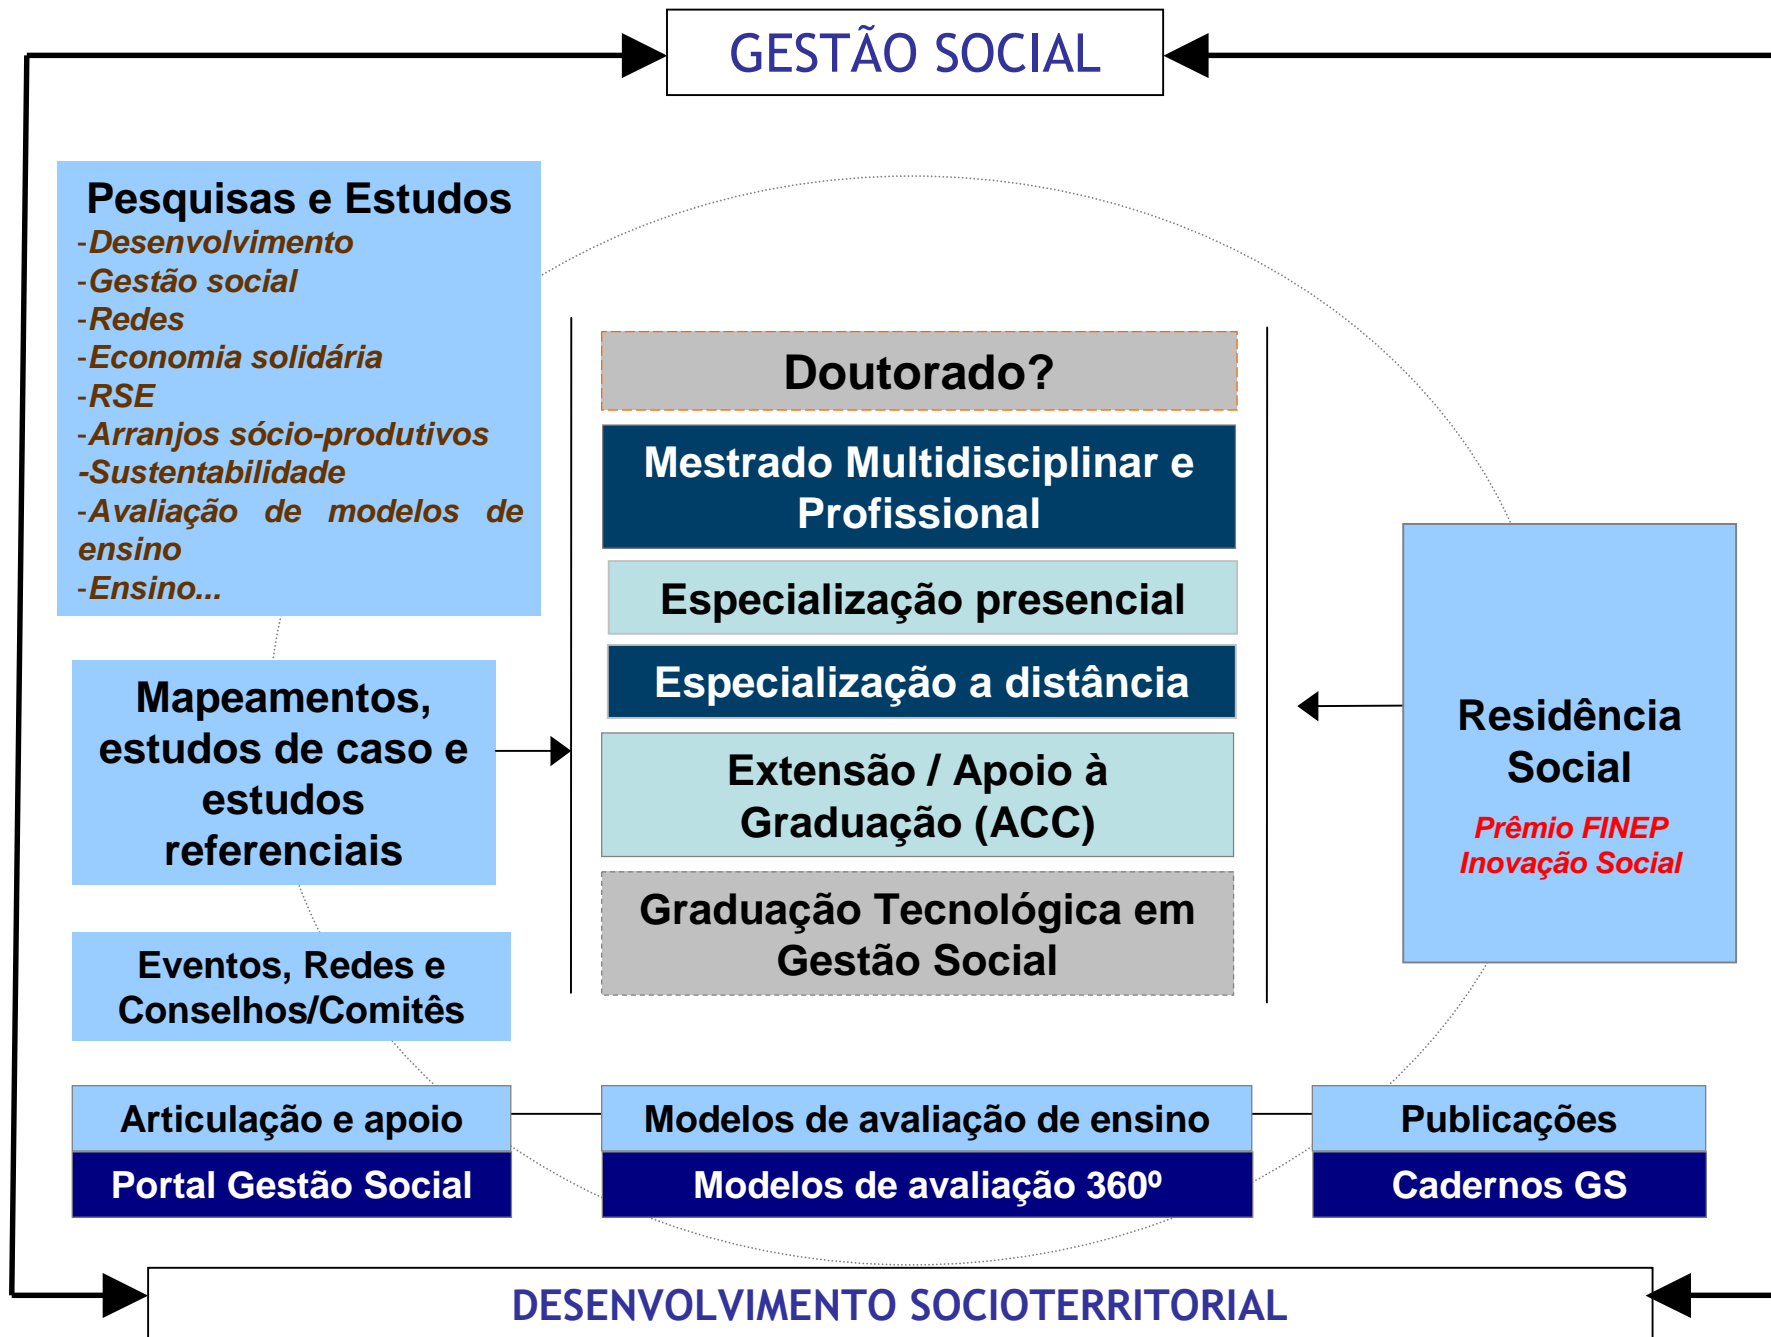 GESTÃO SOCIAL
Pesquisas e Estudos
-Desenvolvimento
-Gestão social
-Redes
-Economia solidária
-RSE
-Arranjos sócio-produtivos
-Sustentabilidade
-Avaliação de modelos de
ensino
-Ensino...
Mapeamentos,
estudos de caso e
estudos
referenciais
Eventos, Redes e
Conselhos/Comitês
Doutorado?
Mestrado Multidisciplinar e
Profissional
Especialização presencial
Especialização a distância
Extensão / Apoio à
Graduação (ACC)
Graduação Tecnológica em
Gestão Social
Residência
Social
Prêmio FINEP
Inovação Social
Articulação e apoio
Portal Gestão Social
Modelos de avaliação de ensino
Modelos de avaliação 360º
Publicações
Cadernos GS
DESENVOLVIMENTO SOCIOTERRITORIAL